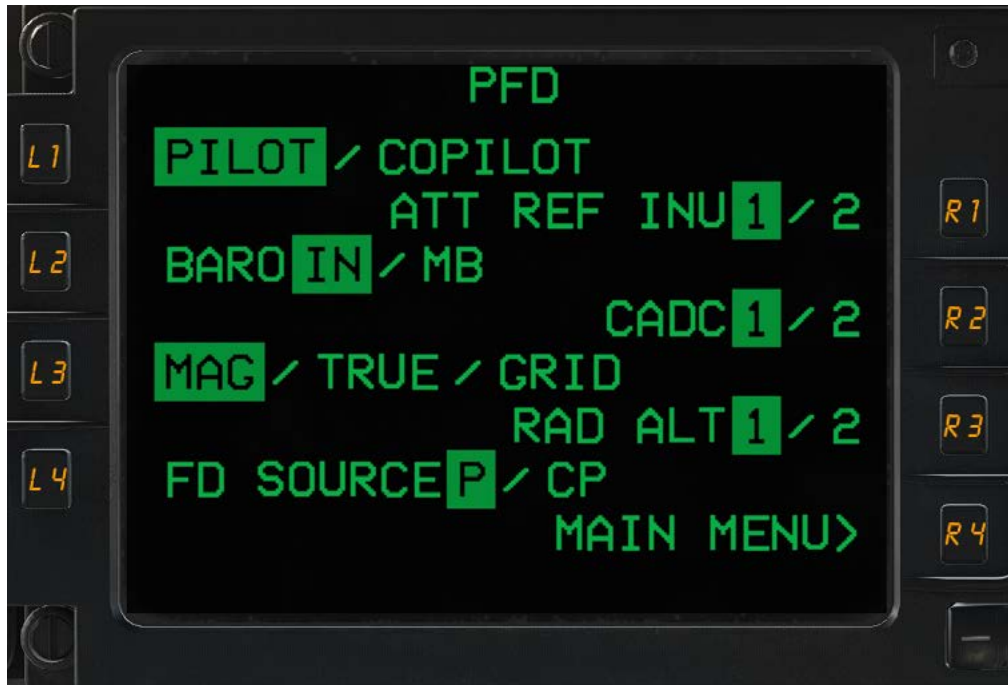 PFD
L1
PILOT / COPILOT
ATT REF INU 1 / 2
R1
L2
BARO IN / MB
CADC 1 / 2
R2
L3
MAG / TRUE / GRID
RAD ALT 1 / 2
R3
L4
FD SOURCE P / CP
MAIN MENU>
R4